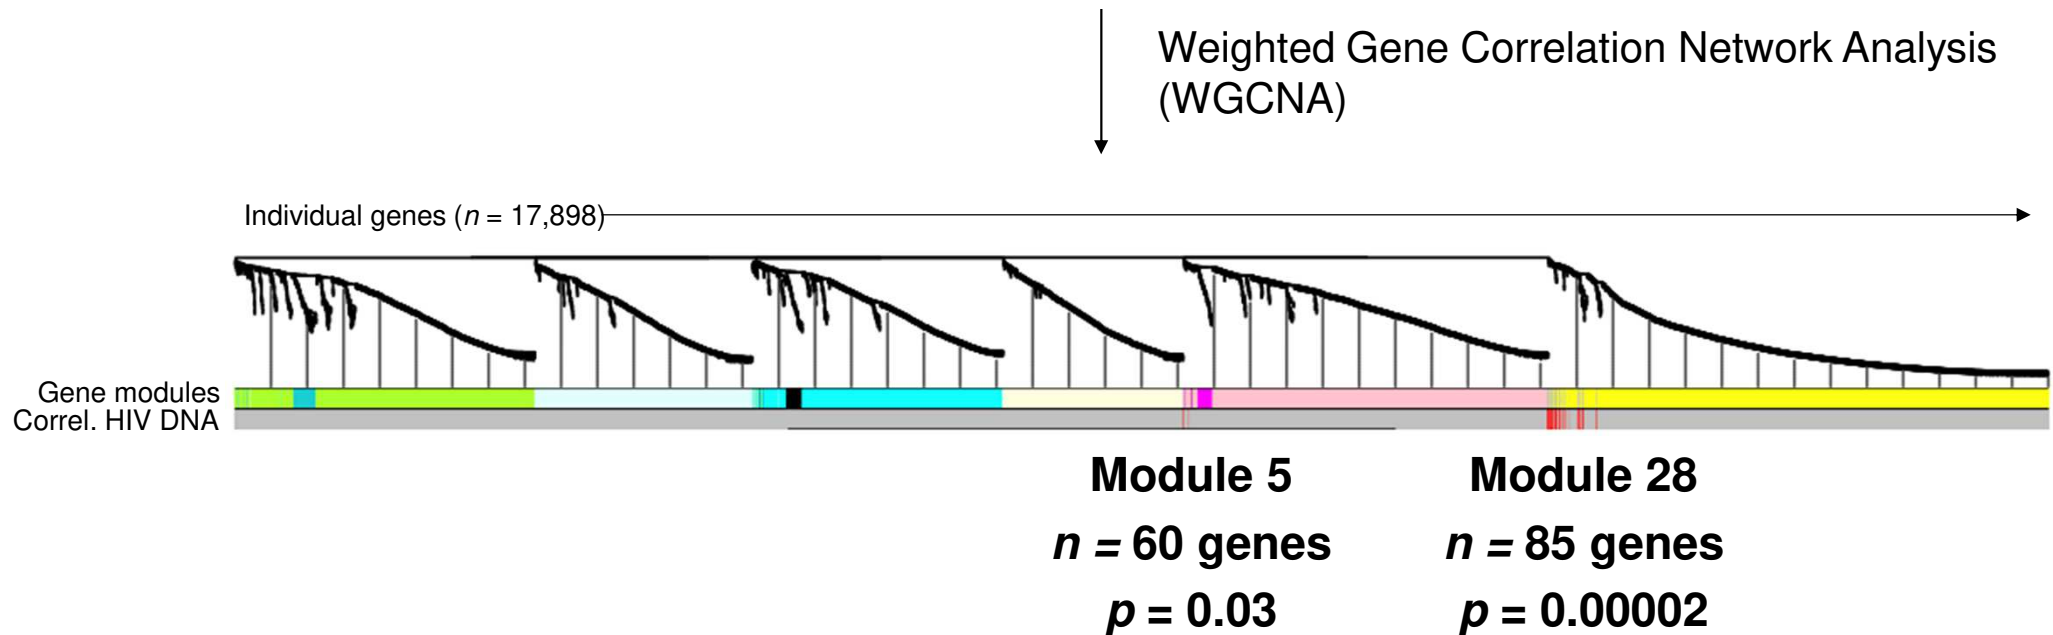 Weighted Gene Correlation Network Analysis
(WGCNA)
Individual genes (n = 17,898)
Gene modules
Correl. HIV DNA
Module 5
n = 60 genes
p = 0.03
Module 28
n = 85 genes
p = 0.00002